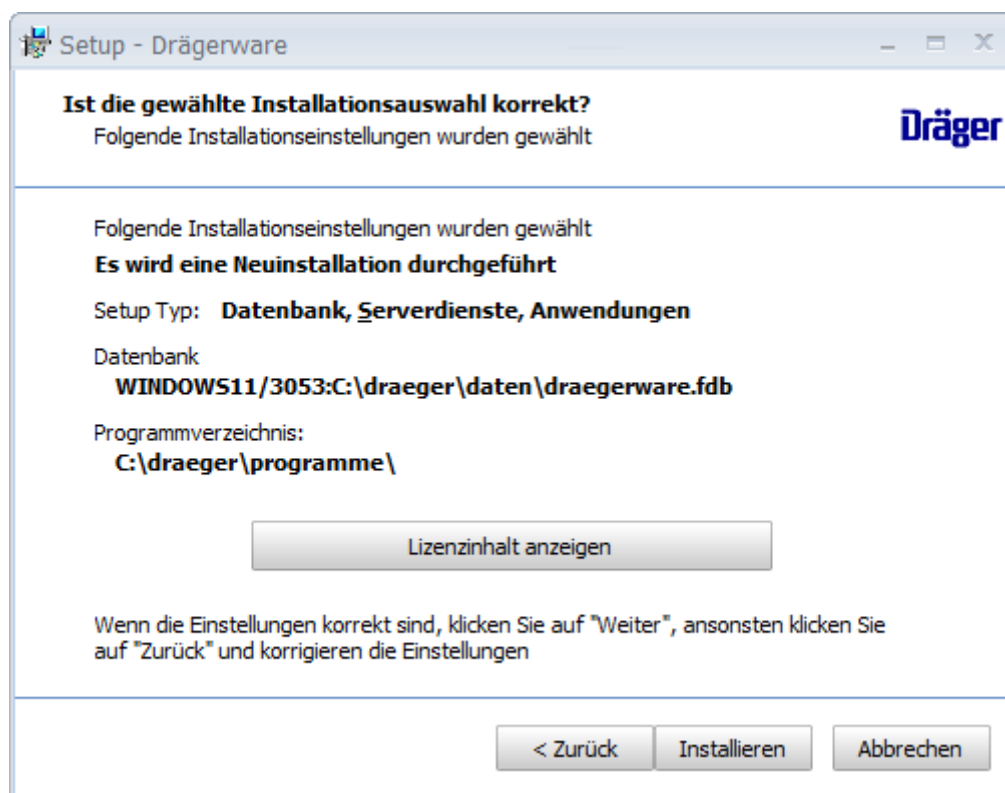 Setup - Drägerware
Ist die gewählte Installationsauswahl korrekt?
Folgende Installationseinstellungen wurden gewählt
Dräger
Folgende Installationseinstellungen wurden gewählt
Es wird eine Neuinstallation durchgeführt
Setup Typ: Datenbank, Serverdienste, Anwendungen
Datenbank
WINDOWS11/3053:C:\draeger\daten\draegerware.fdb
Programmverzeichnis:
C:\draeger\programme\
Lizenzinhalt anzeigen
Wenn die Einstellungen korrekt sind, klicken Sie auf "Weiter", ansonsten klicken Sie
auf "Zurück" und korrigieren die Einstellungen
< Zurück Installieren Abbrechen